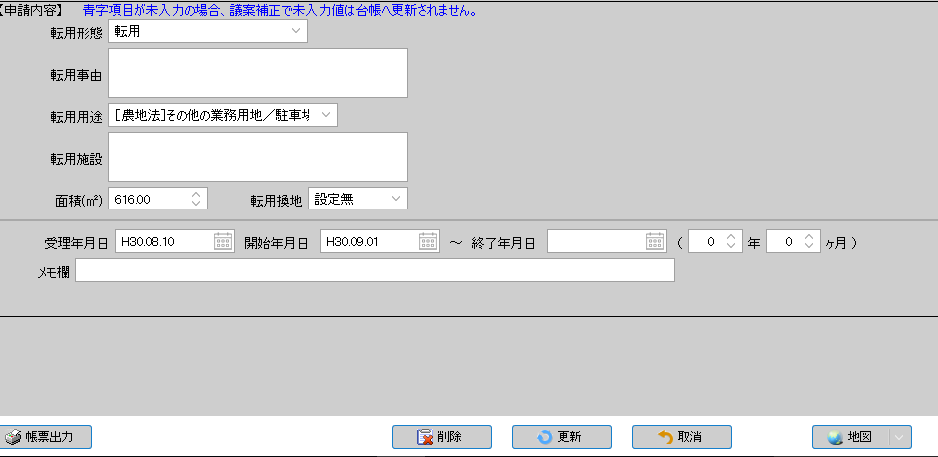 【申請内容】 青字項目が未入力の場合、議案補正で未入力値は台帳へ更新されません。
転用形態 転用
転用事由
転用用途 [農地法]その他の業務用地／駐車場
転用施設
面積(㎡) 616.00 転用換地 設定無
受理年月日 H30.08.10 開始年月日 H30.09.01 ～ 終了年月日 ( 0 年 0 ヶ月 )
メモ欄
帳票出力 削除 更新 取消 地図